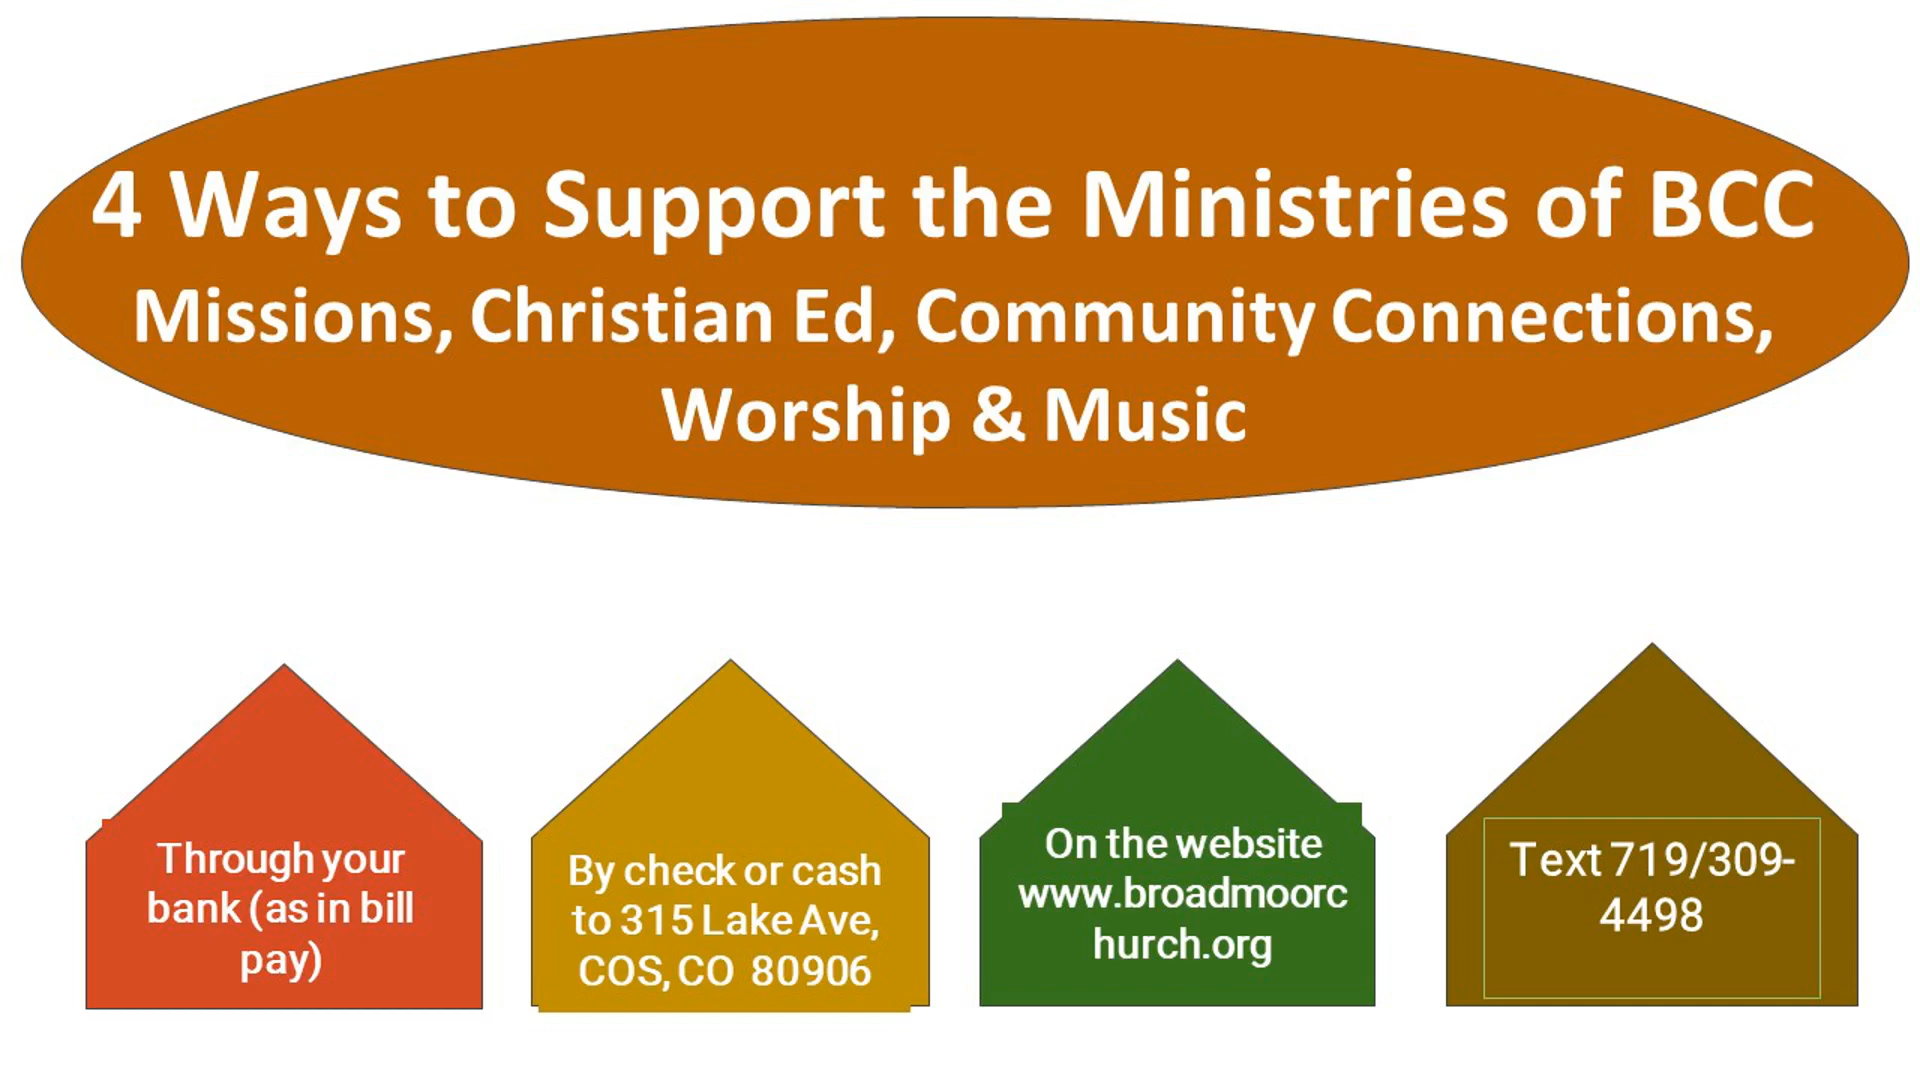 4 Ways to Support the Ministries of BCC
Missions, Christian Ed, Community Connections,
Worship & Music
Through your
bank (as in bill
pay)
By check or cash
to 315 Lake Ave,
COS, CO 80906
On the website
www.broadmoorc
hurch.org
Text 719/309-
4498